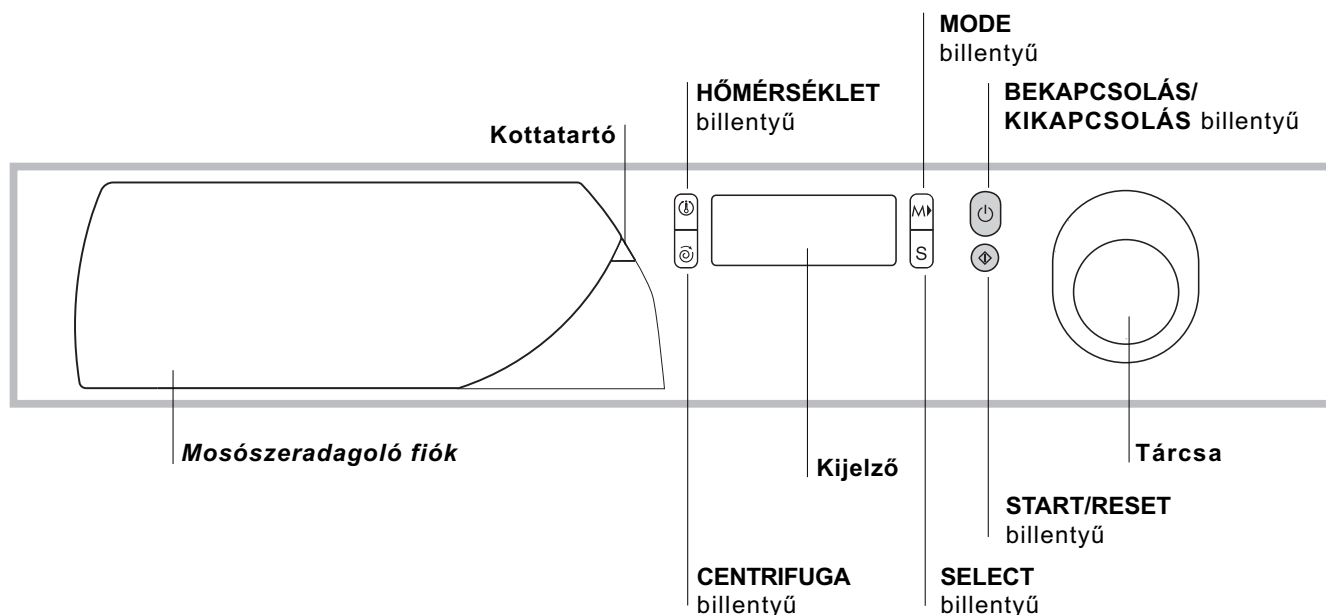 MODE
billentyű
HŐMÉRSÉKLET
billentyű
BEKAPCSOLÁS/
KIKAPCSOLÁS billentyű
Kottatartó
M
S
Mosószeradagoló fiók
Kijelző
Tárcsa
START/RESET
billentyű
CENTRIFUGA
billentyű
SELECT
billentyű